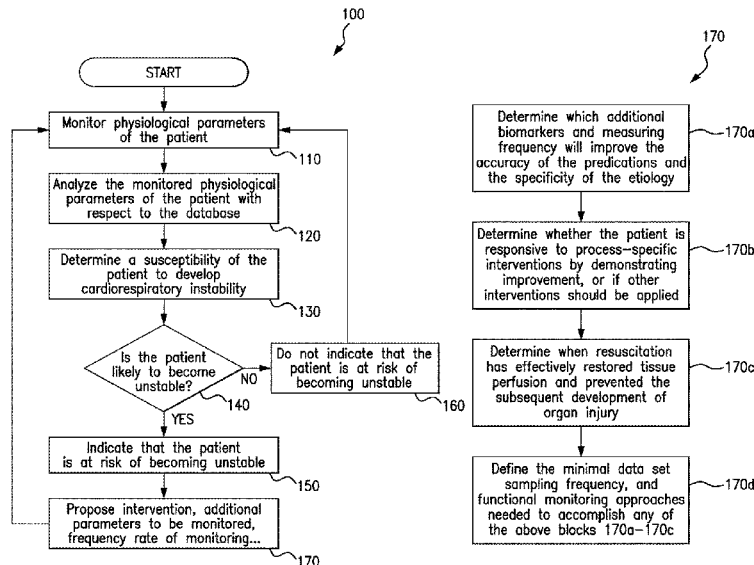 100
START
Monitor physiological parameters
of the patient
110
Analyze the monitored physiological
parameters of the patient with
respect to the database
120
Determine a susceptibility of the
patient to develop
cardiorespiratory instability
130
Is the patient
likely to become
unstable?
NO
140
YES
Do not indicate that the
patient is at risk of
becoming unstable
160
Indicate that the patient
is at risk of becoming unstable
150
Propose intervention, additional
parameters to be monitored,
frequency rate of monitoring...
170
170
Determine which additional
biomarkers and measuring
frequency will improve the
accuracy of the predications and
the specificity of the etiology
170a
Determine whether the patient is
responsive to process-specific
interventions by demonstrating
improvement, or if other
interventions should be applied
170b
Determine when resuscitation
has effectively restored tissue
perfusion and prevented the
subsequent development of
organ injury
170c
Define the minimal data set
sampling frequency, and
functional monitoring approaches
needed to accomplish any of
the above blocks 170a-170c
170d